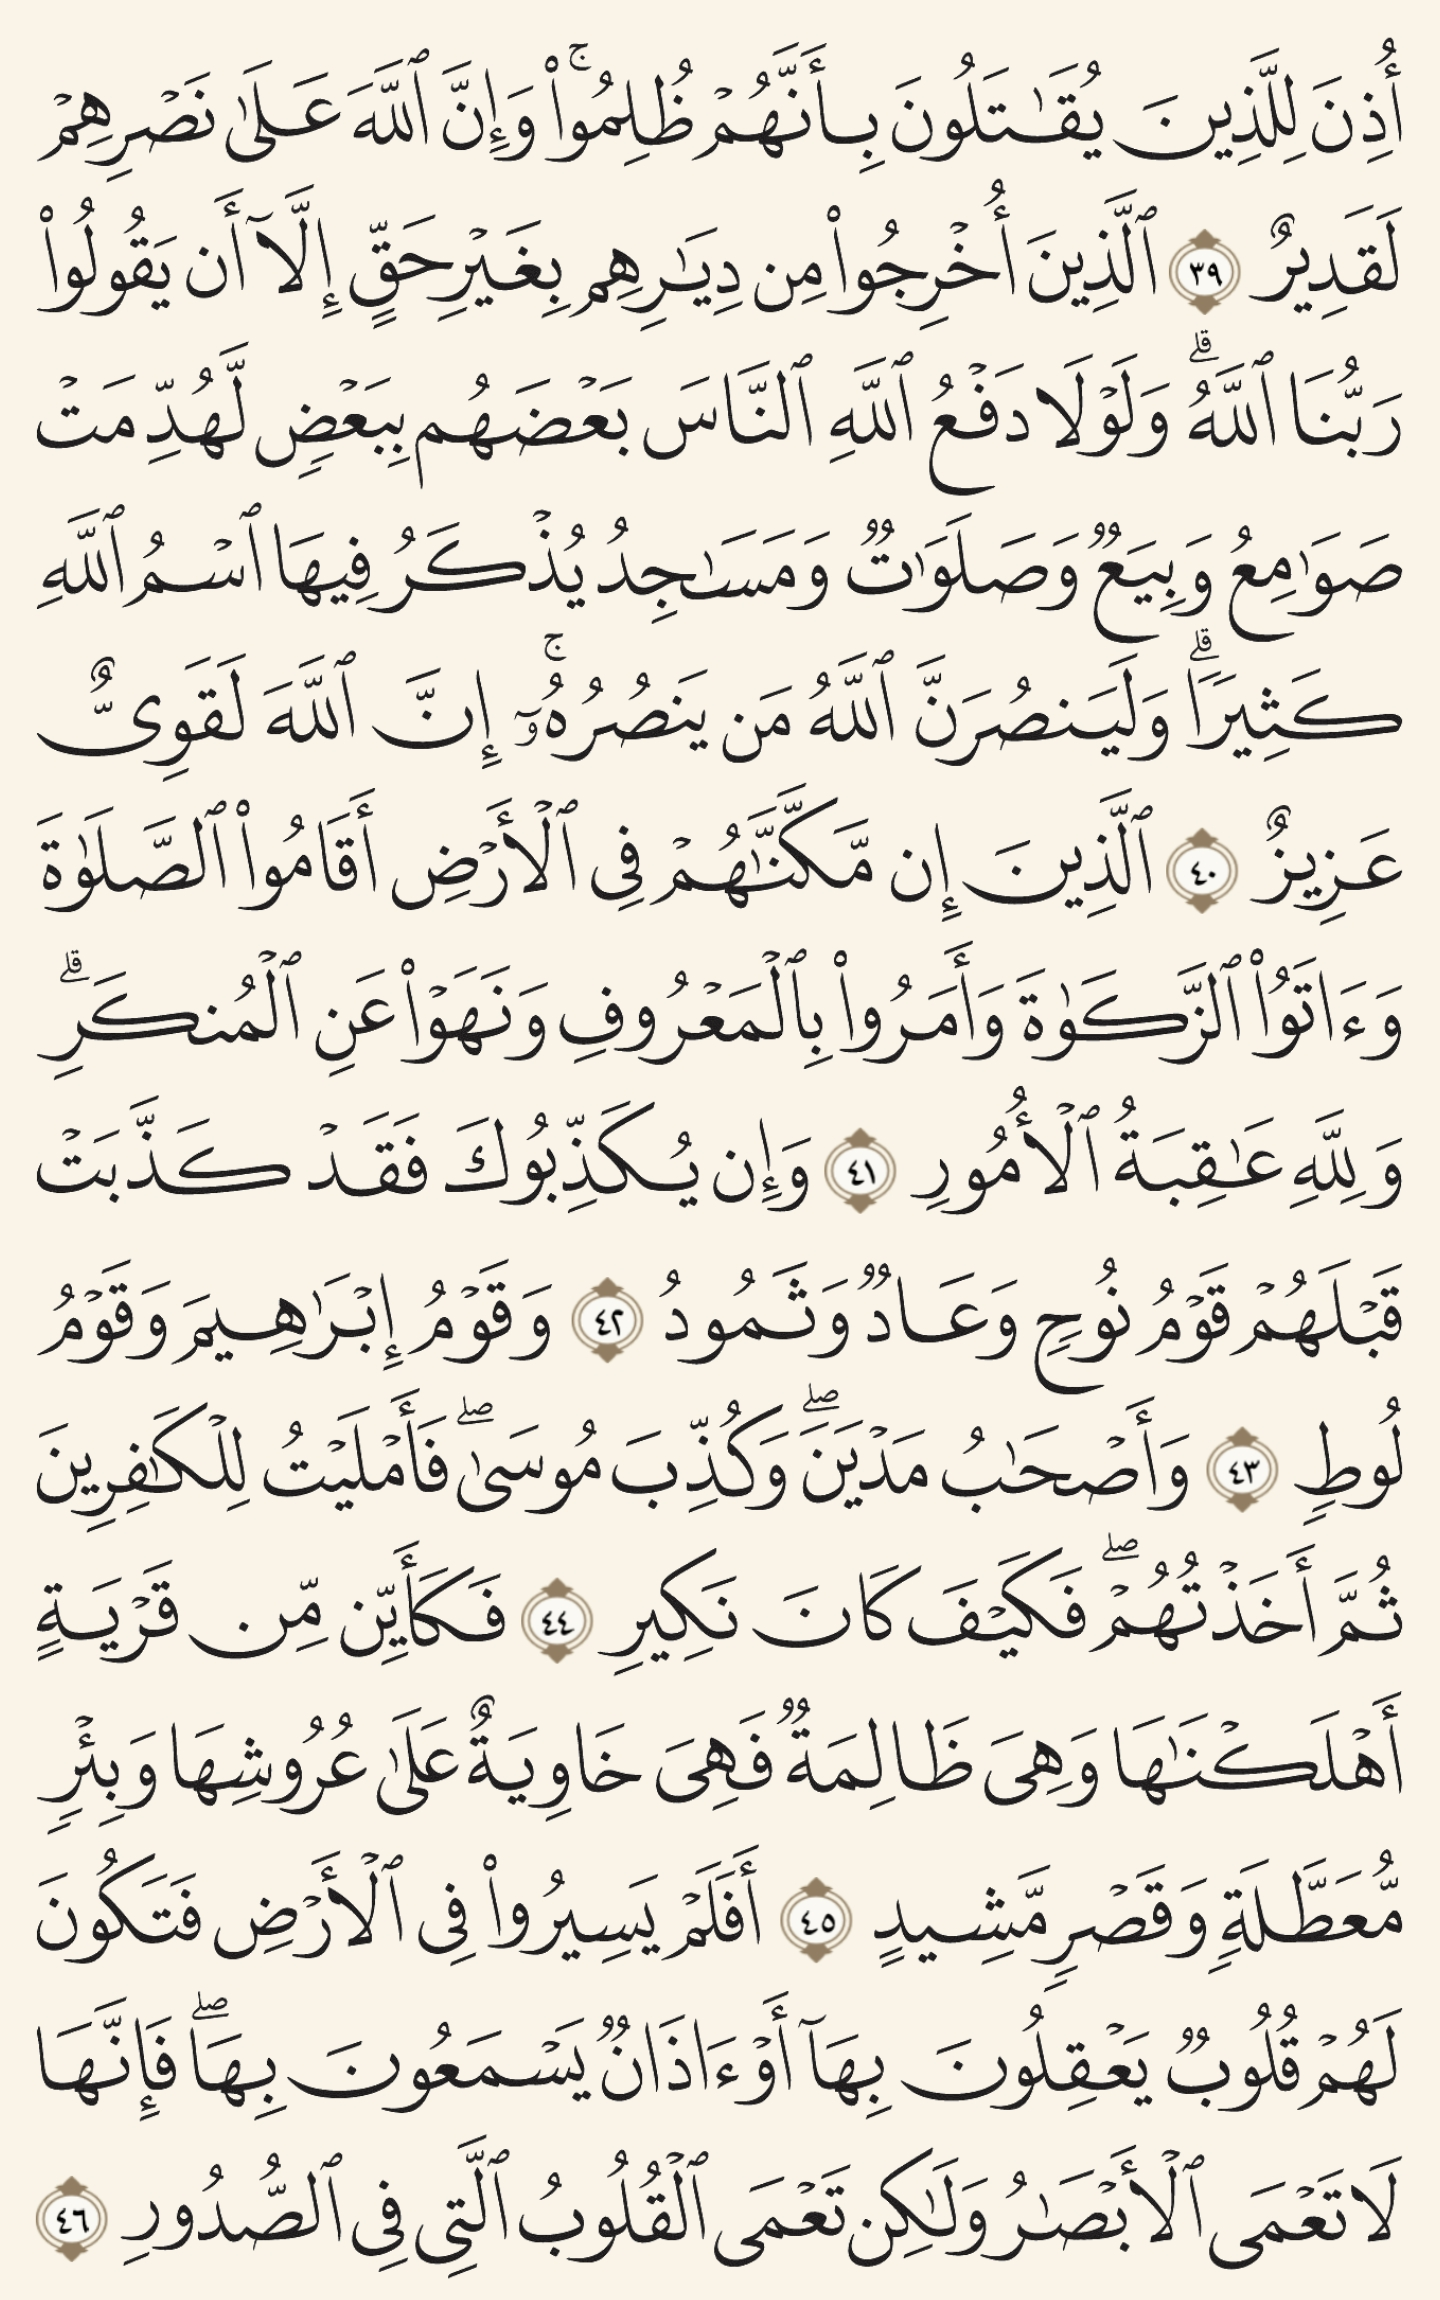 أُذِنَ لِلَّذِينَ يُقَـٰتَلُونَ بِأَنَّهُمْ ظُلِمُوا۟ ۚ وَإِنَّ ٱللَّهَ عَلَىٰ نَصْرِهِمْ
لَقَدِيرٌ ٣٩ ٱلَّذِينَ أُخْرِجُوا۟ مِن دِيَـٰرِهِم بِغَيْرِ حَقٍّ إِلَّآ أَن يَقُولُوا۟
رَبُّنَا ٱللَّهُ ۗ وَلَوْلَا دَفْعُ ٱللَّهِ ٱلنَّاسَ بَعْضَهُم بِبَعْضٍ لَّهُدِّمَتْ
صَوَٰمِعُ وَبِيَعٌ وَصَلَوَٰتٌ وَمَسَـٰجِدُ يُذْكَرُ فِيهَا ٱسْمُ ٱللَّهِ
كَثِيرًا ۗ وَلَيَنصُرَنَّ ٱللَّهُ مَن يَنصُرُهُۥٓ ۚ إِنَّ ٱللَّهَ لَقَوِىٌّ
عَزِيزٌ ٤٠ ٱلَّذِينَ إِن مَّكَّنَّـٰهُمْ فِى ٱلْأَرْضِ أَقَامُوا۟ ٱلصَّلَوٰةَ
وَءَاتَوُا۟ ٱلزَّكَوٰةَ وَأَمَرُوا۟ بِٱلْمَعْرُوفِ وَنَهَوْا۟ عَنِ ٱلْمُنكَرِ ۗ
وَلِلَّهِ عَـٰقِبَةُ ٱلْأُمُورِ ٤١ وَإِن يُكَذِّبُوكَ فَقَدْ كَذَّبَتْ
قَبْلَهُمْ قَوْمُ نُوحٍ وَعَادٌ وَثَمُودُ ٤٢ وَقَوْمُ إِبْرَٰهِيمَ وَقَوْمُ
لُوطٍ ٤٣ وَأَصْحَـٰبُ مَدْيَنَ ۖ وَكُذِّبَ مُوسَىٰ ۖ فَأَمْلَيْتُ لِلْكَـٰفِرِينَ
ثُمَّ أَخَذْتُهُمْ ۖ فَكَيْفَ كَانَ نَكِيرِ ٤٤ فَكَأَيِّن مِّن قَرْيَةٍ
أَهْلَكْنَـٰهَا وَهِىَ ظَالِمَةٌ فَهِىَ خَاوِيَةٌ عَلَىٰ عُرُوشِهَا وَبِئْرٍ
مُّعَطَّلَةٍ وَقَصْرٍ مَّشِيدٍ ٤٥ أَفَلَمْ يَسِيرُوا۟ فِى ٱلْأَرْضِ فَتَكُونَ
لَهُمْ قُلُوبٌ يَعْقِلُونَ بِهَآ أَوْ ءَاذَانٌ يَسْمَعُونَ بِهَا ۖ فَإِنَّهَا
لَا تَعْمَى ٱلْأَبْصَـٰرُ وَلَـٰكِن تَعْمَى ٱلْقُلُوبُ ٱلَّتِى فِى ٱلصُّدُورِ ٤٦